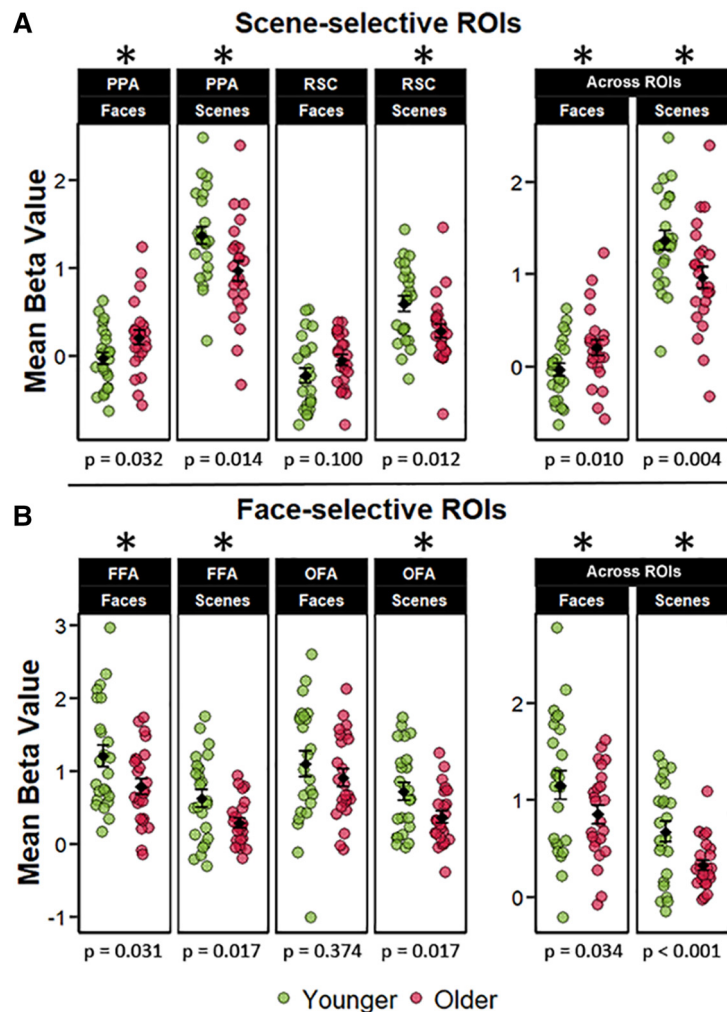 A
Scene-selective ROIs
* * * * *
PPA PPA RSC RSC Across ROIs
Faces Scenes Faces Scenes Faces Scenes
Mean Beta Value
2
1
0
2
1
0
p = 0.032 p = 0.014 p = 0.100 p = 0.012 p = 0.010 p = 0.004
B
Face-selective ROIs
* * * * *
FFA FFA OFA OFA Across ROIs
Faces Scenes Faces Scenes Faces Scenes
Mean Beta Value
3
2
1
0
-1
2
1
0
p = 0.031 p = 0.017 p = 0.374 p = 0.017 p = 0.034 p < 0.001
Younger Older